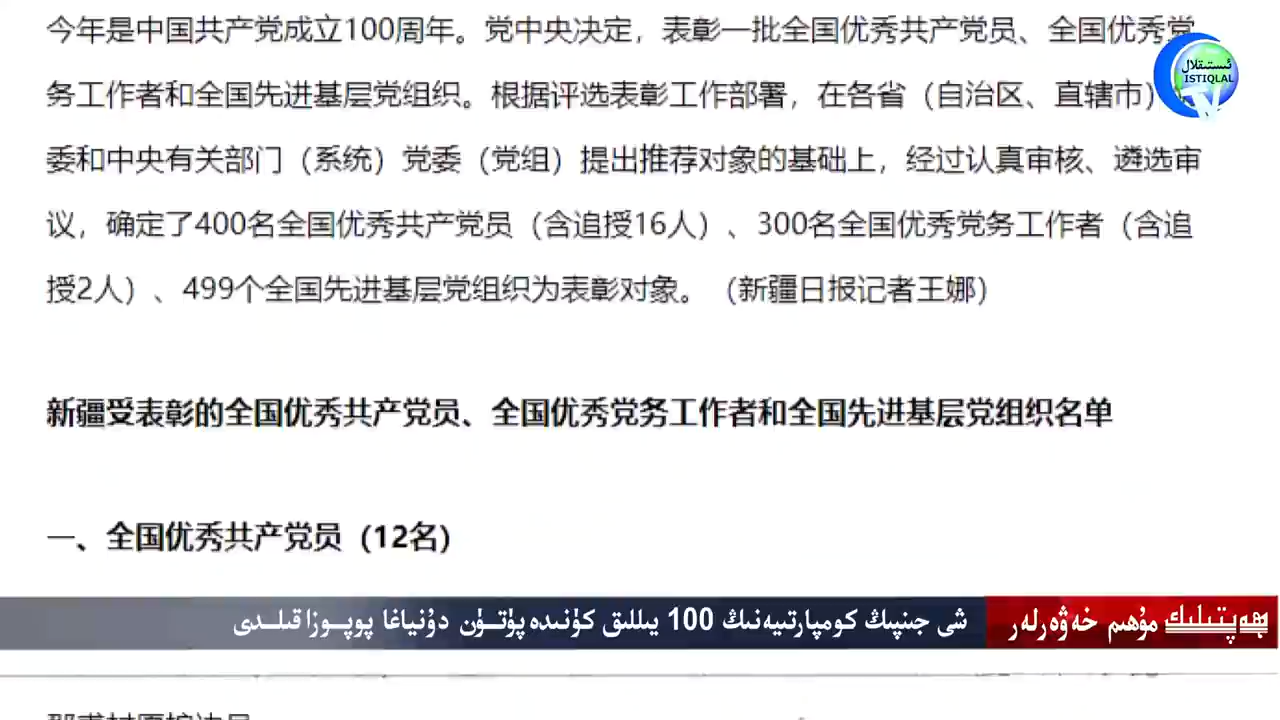 今年是中国共产党成立100周年。党中央决定，表彰一批全国优秀共产党员、全国优秀党
务工作者和全国先进基层党组织。根据评选表彰工作部署，在各省（自治区、直辖市）
委和中央有关部门（系统）党委（党组）提出推荐对象的基础上，经过认真审核、遴选审
议，确定了400名全国优秀共产党员（含追授16人）、300名全国优秀党务工作者（含追
授2人）、499个全国先进基层党组织为表彰对象。（新疆日报记者王娜）
ئىستىقلال
ISTIQLAL
TV
新疆受表彰的全国优秀共产党员、全国优秀党务工作者和全国先进基层党组织名单
一、全国优秀共产党员（12名）
ھەپتىلىك مۇھىم خەۋەرلەر
شى جىنپىڭ كومپارتىيەنىڭ 100 يىللىق كۈنىدە پۈتۈن دۇنياغا پوپوزا قىلدى